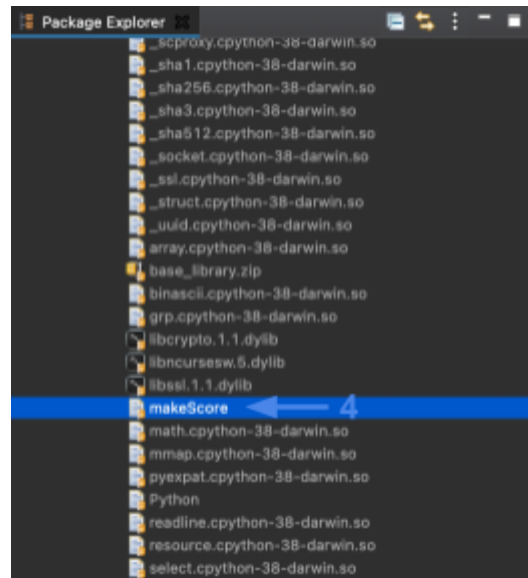 Package Explorer
_scproxy.cpython-38-darwin.so
_sha1.cpython-38-darwin.so
_sha256.cpython-38-darwin.so
_sha3.cpython-38-darwin.so
_sha512.cpython-38-darwin.so
_socket.cpython-38-darwin.so
_ssl.cpython-38-darwin.so
_struct.cpython-38-darwin.so
_uuid.cpython-38-darwin.so
array.cpython-38-darwin.so
base_library.zip
binascii.cpython-38-darwin.so
grp.cpython-38-darwin.so
libcrypto.1.1.dylib
libncursesw.5.dylib
libssl.1.1.dylib
makeScore 4
math.cpython-38-darwin.so
mmap.cpython-38-darwin.so
pyexpat.cpython-38-darwin.so
Python
readline.cpython-38-darwin.so
resource.cpython-38-darwin.so
select.cpython-38-darwin.so